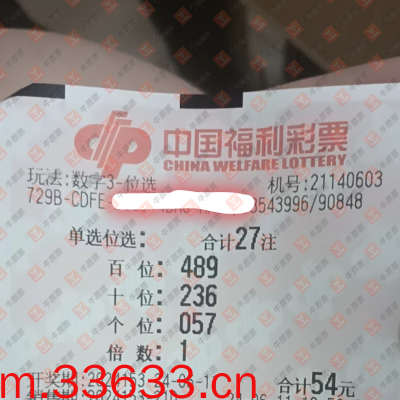 中国福利彩票
CHINA WELFARE LOTTERY
玩法:数字3-位选 机号:21140603
729B-CDFE- 543996/90848
单选位选: 合计27注
百 位: 489
十 位: 236
个 位: 057
倍 数: 1
合计54元
m.33633.cn